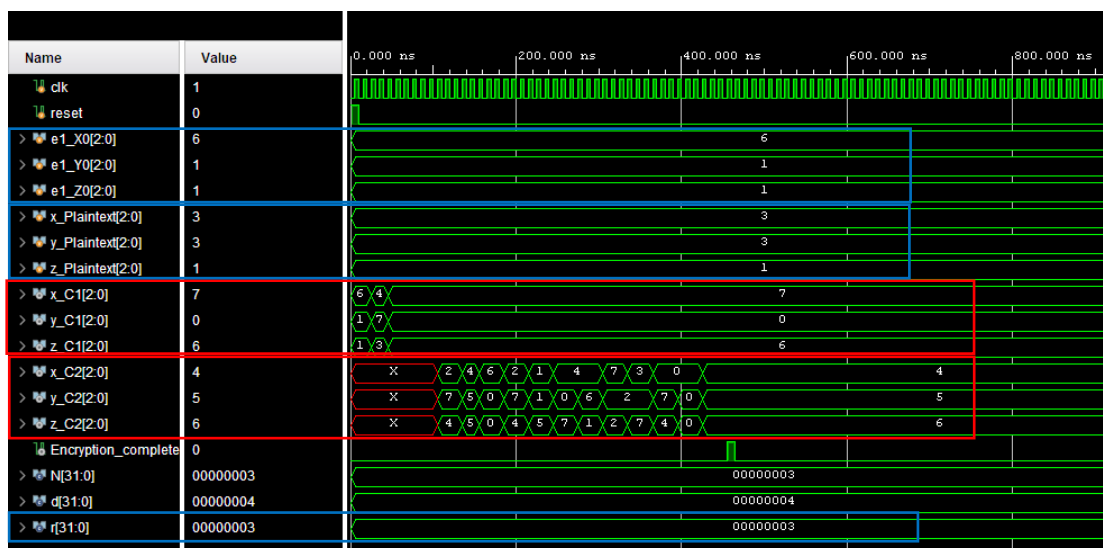 Name Value 0.000 ns 200.000 ns 400.000 ns 600.000 ns 800.000 ns
clk 1
reset 0
> e1_X0[2:0] 6 6
> e1_Y0[2:0] 1 1
> e1_Z0[2:0] 1 1
> x_Plaintext[2:0] 3 3
> y_Plaintext[2:0] 3 3
> z_Plaintext[2:0] 1 1
> x_C1[2:0] 7 6 4 7
> y_C1[2:0] 0 1 7 0
> z_C1[2:0] 6 1 3 6
> x_C2[2:0] 4 X 2 4 6 2 1 4 7 3 0 4
> y_C2[2:0] 5 X 7 5 0 7 1 0 6 2 7 0 5
> z_C2[2:0] 6 X 4 5 0 4 5 7 1 2 7 4 0 6
Encryption_complete 0
> N[31:0] 00000003 00000003
> d[31:0] 00000004 00000004
> r[31:0] 00000003 00000003